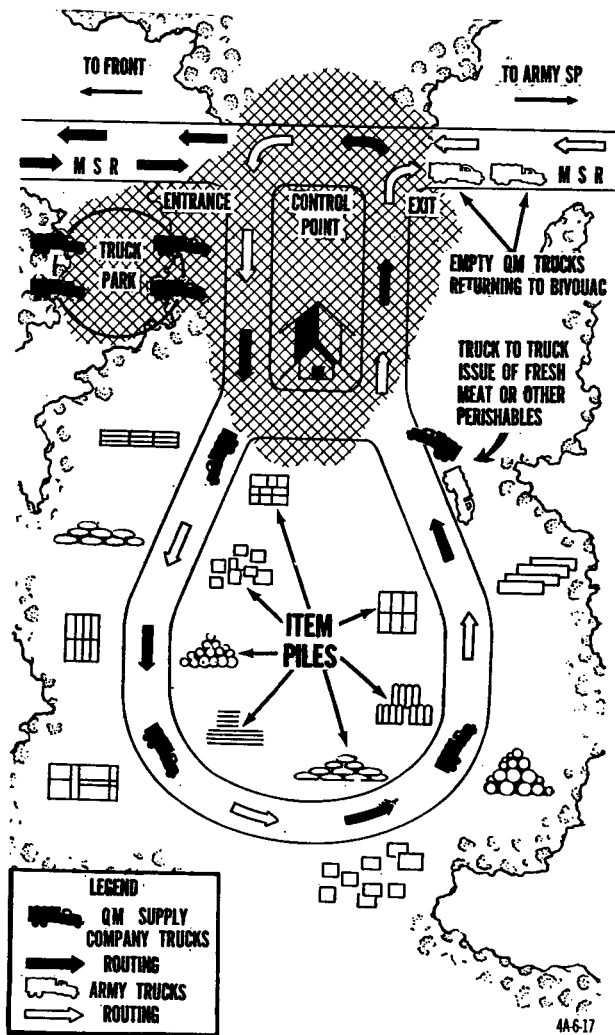 TO FRONT
TO ARMY SP
MSR
MSR
ENTRANCE
CONTROL
POINT
EXIT
TRUCK
PARK
EMPTY QM TRUCKS
RETURNING TO BIVOUAC
TRUCK TO TRUCK
ISSUE OF FRESH
MEAT OR OTHER
PERISHABLES
ITEM
PILES
LEGEND
QM SUPPLY
COMPANY TRUCKS
ROUTING
ARMY TRUCKS
ROUTING
4A-6-17